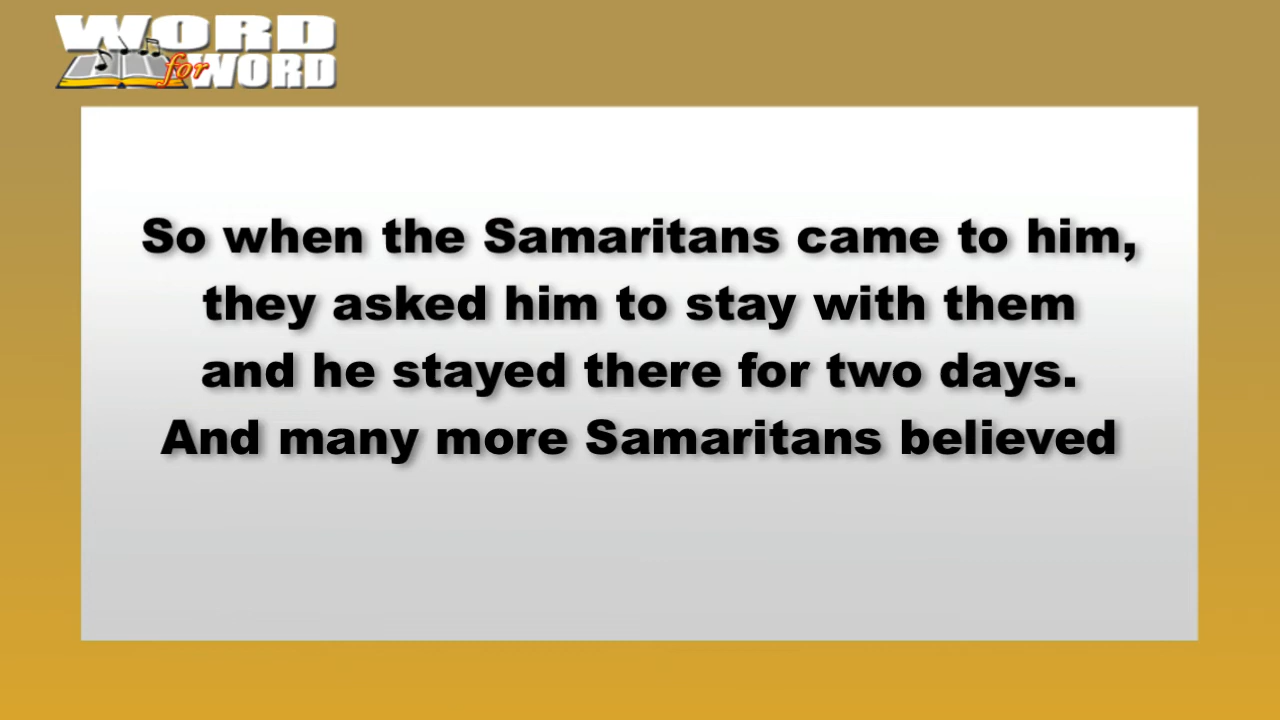 WORD
for WORD
So when the Samaritans came to him,
they asked him to stay with them
and he stayed there for two days.
And many more Samaritans believed